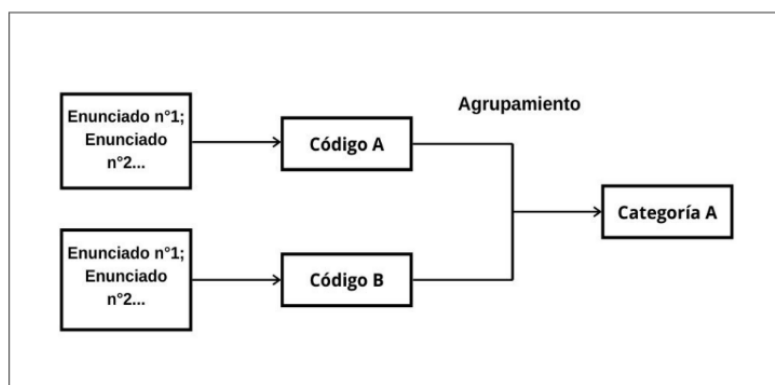 Enunciado n°1;
Enunciado
n°2...
Código A
Agrupamiento
Categoría A
Enunciado n°1;
Enunciado
n°2...
Código B